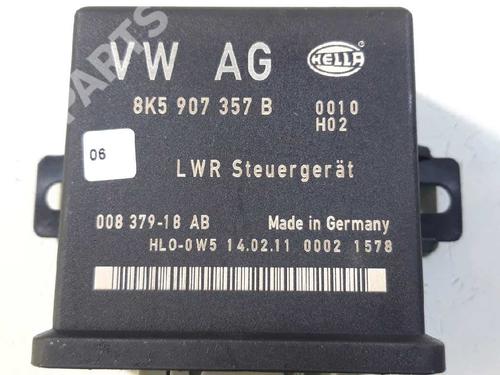 VW AG
HELLA
8K5 907 357 B
0010
H02
06
LWR Steuergerät
008 379-18 AB
Made in Germany
HLO-0W5 14.02.11 0002 1578
PARTS